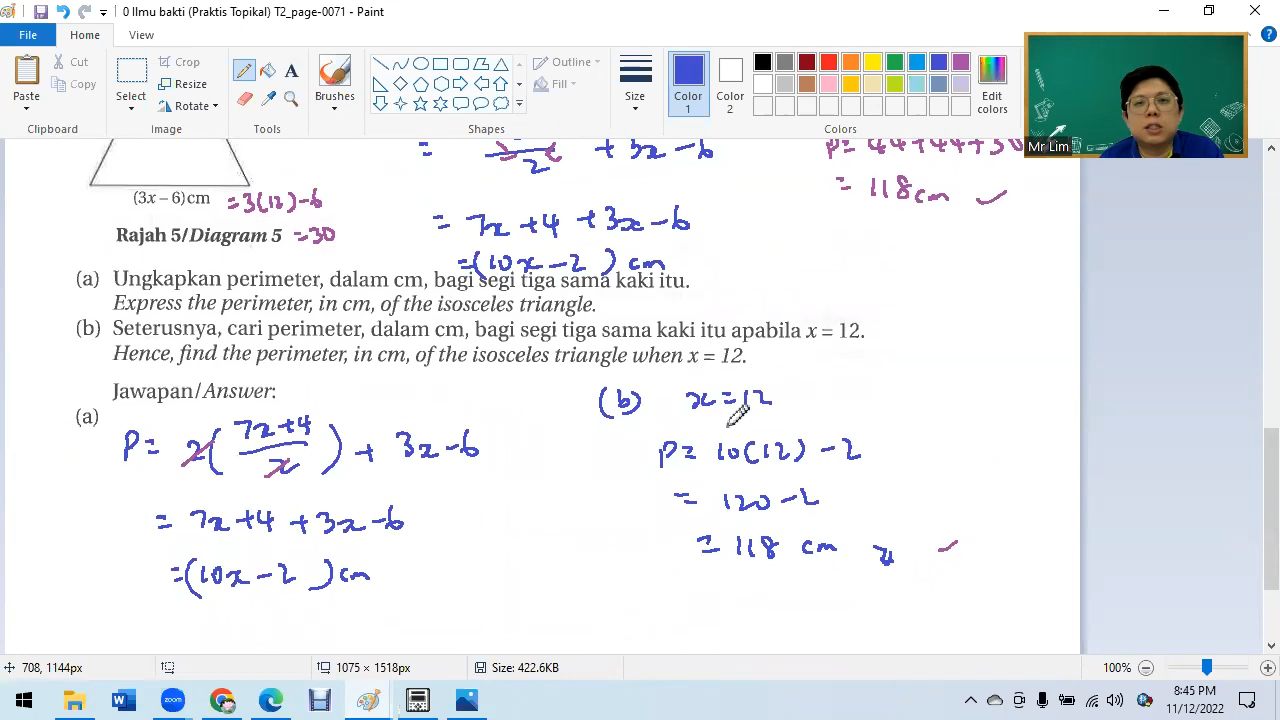 0 Ilmu bakti (Praktis Topikal) T2_page-0071 - Paint
File Home View
Paste Cut Copy Clipboard
Select Crop Resize Rotate Image
Tools
Brushes
Outline Fill Shapes
Size
Color 1
Color 2
Edit colors
Colors
Mr Lim
= 2 + 3x - 6
P = 44 + 44 + 30
= 118 cm ✓
(3x – 6) cm = 3(12) - 6
= 7x + 4 + 3x - 6
Rajah 5/Diagram 5 = 30
= (10x - 2) cm
(a) Ungkapkan perimeter, dalam cm, bagi segi tiga sama kaki itu.
Express the perimeter, in cm, of the isosceles triangle.
(b) Seterusnya, cari perimeter, dalam cm, bagi segi tiga sama kaki itu apabila x = 12.
Hence, find the perimeter, in cm, of the isosceles triangle when x = 12.
Jawapan/Answer:
(a)
P = 2(7x+4/2) + 3x - 6
= 7x + 4 + 3x - 6
= (10x - 2) cm
(b) x = 12
P = 10(12) - 2
= 120 - 2
= 118 cm ✓
708, 1144px 1075 × 1518px Size: 422.6KB 100%
8:45 PM
11/12/2022